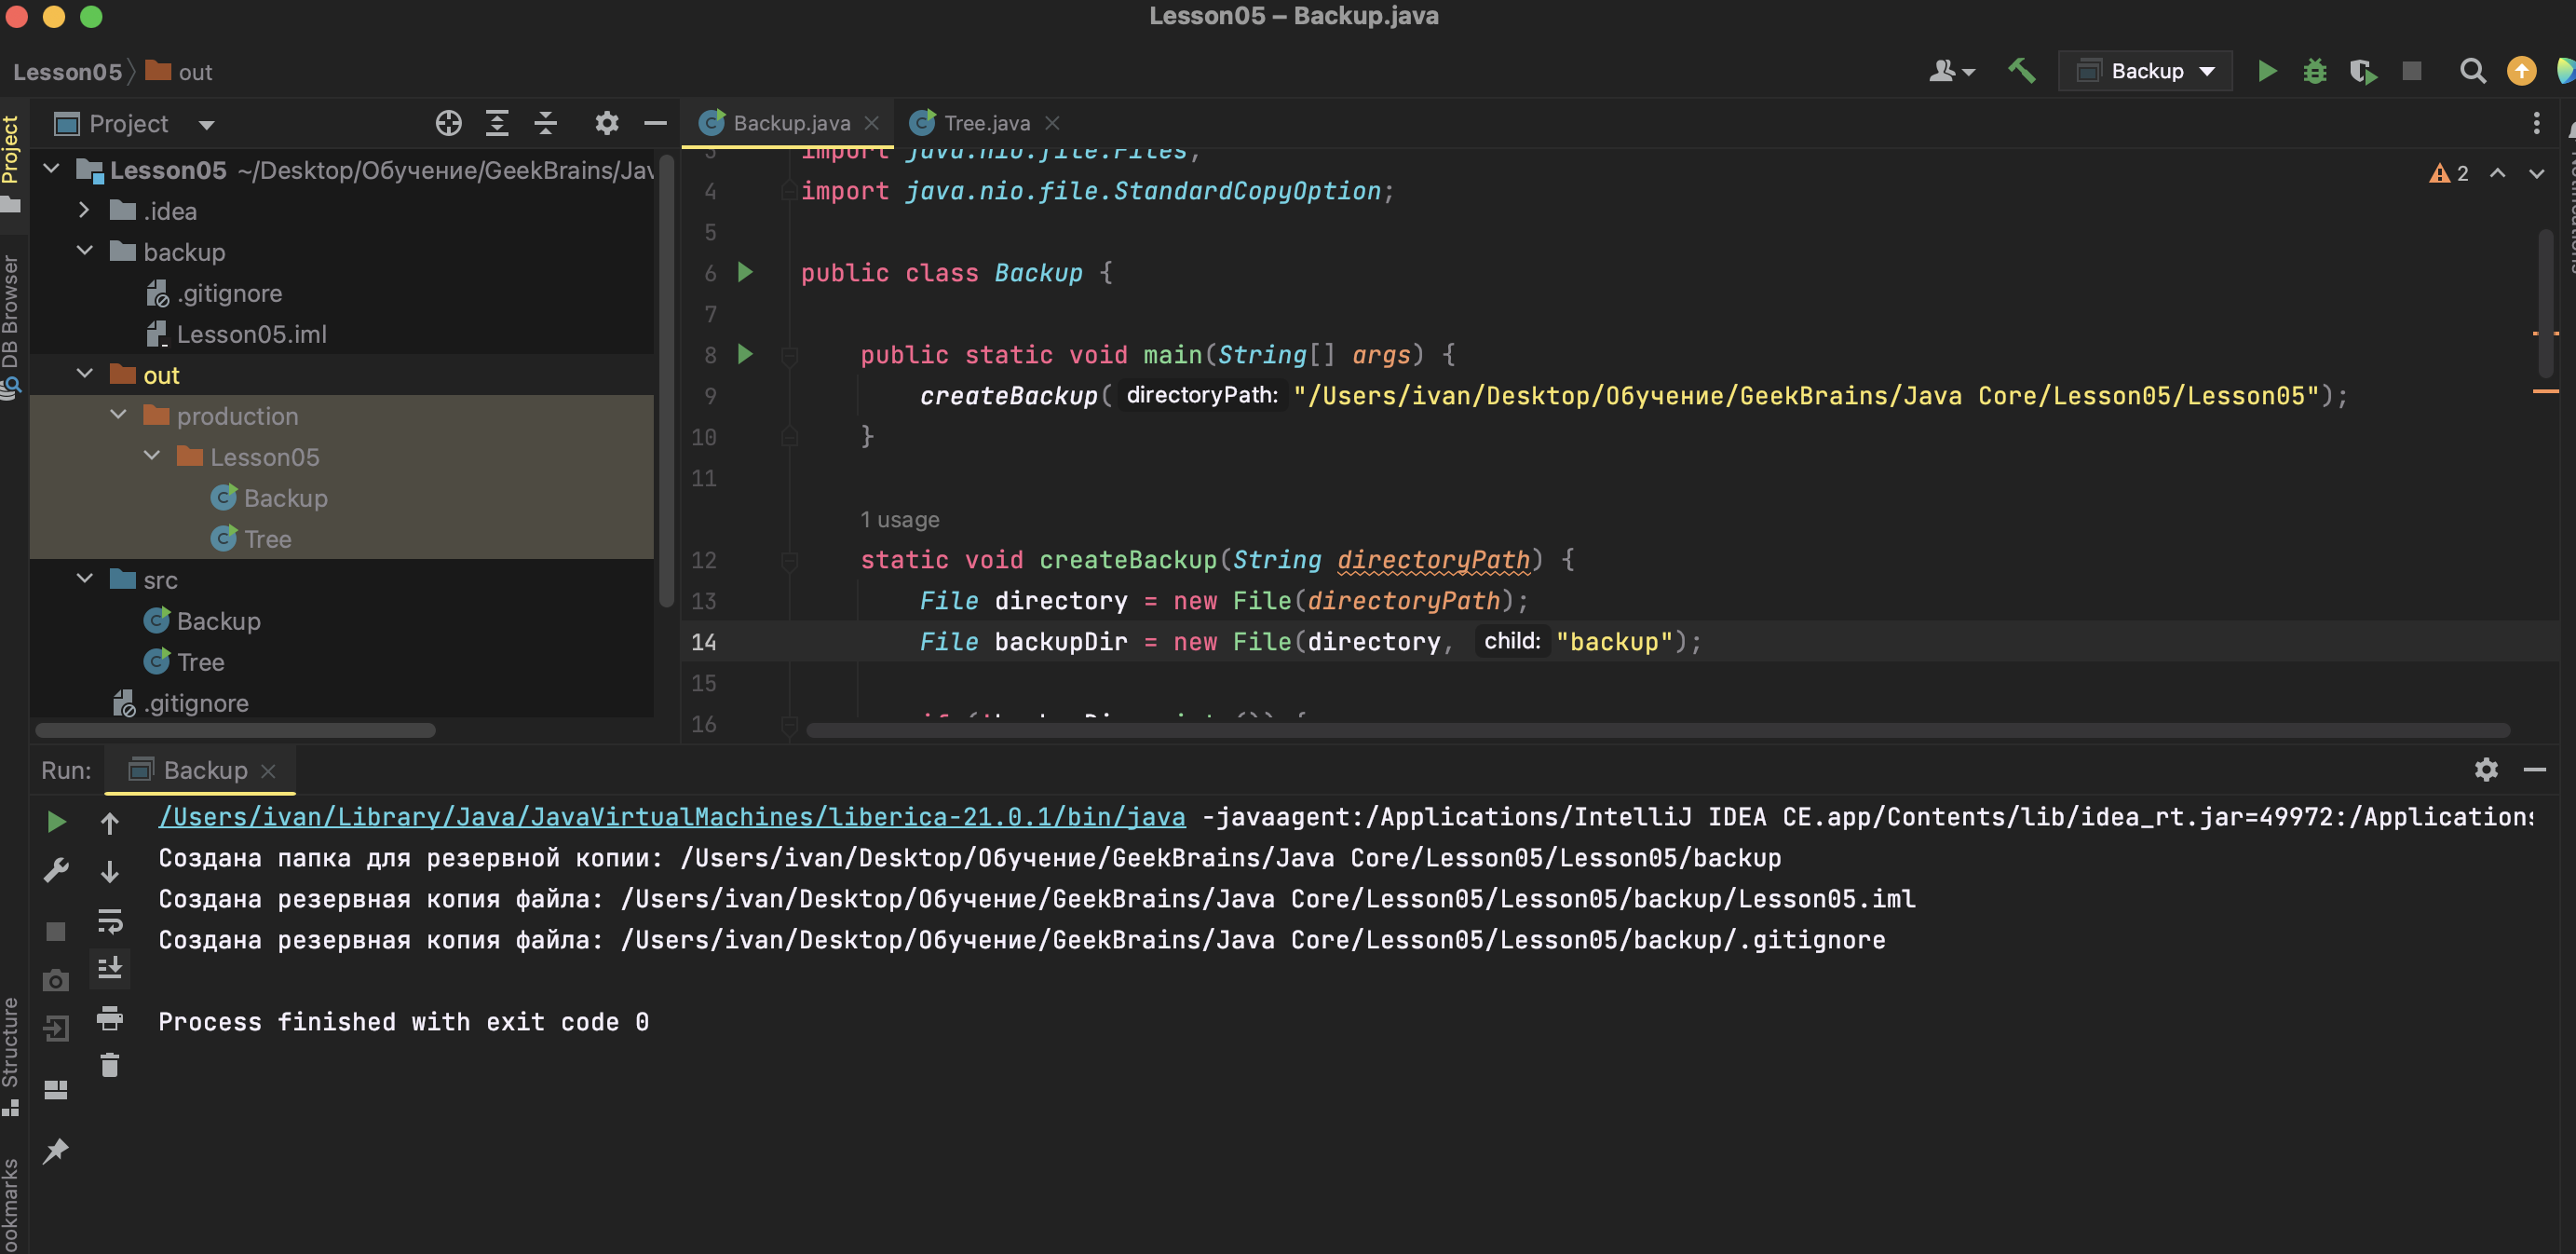 Lesson05 – Backup.java
Lesson05 out
Backup
Project
Backup.java
Tree.java
Project
DB Browser
Structure
Notifications
Lesson05 ~/Desktop/Обучение/GeekBrains/Jav
.idea
backup
.gitignore
Lesson05.iml
out
production
Lesson05
Backup
Tree
src
Backup
Tree
.gitignore
2
3 import java.nio.file.Files;
4 import java.nio.file.StandardCopyOption;
5
6 public class Backup {
7
8 public static void main(String[] args) {
9 createBackup( directoryPath: "/Users/ivan/Desktop/Обучение/GeekBrains/Java Core/Lesson05/Lesson05");
10 }
11
1 usage
12 static void createBackup(String directoryPath) {
13 File directory = new File(directoryPath);
14 File backupDir = new File(directory, child: "backup");
15
16
Run: Backup
/Users/ivan/Library/Java/JavaVirtualMachines/liberica-21.0.1/bin/java -javaagent:/Applications/IntelliJ IDEA CE.app/Contents/lib/idea_rt.jar=49972:/Applications
Создана папка для резервной копии: /Users/ivan/Desktop/Обучение/GeekBrains/Java Core/Lesson05/Lesson05/backup
Создана резервная копия файла: /Users/ivan/Desktop/Обучение/GeekBrains/Java Core/Lesson05/Lesson05/backup/Lesson05.iml
Создана резервная копия файла: /Users/ivan/Desktop/Обучение/GeekBrains/Java Core/Lesson05/Lesson05/backup/.gitignore
Process finished with exit code 0
ookmarks